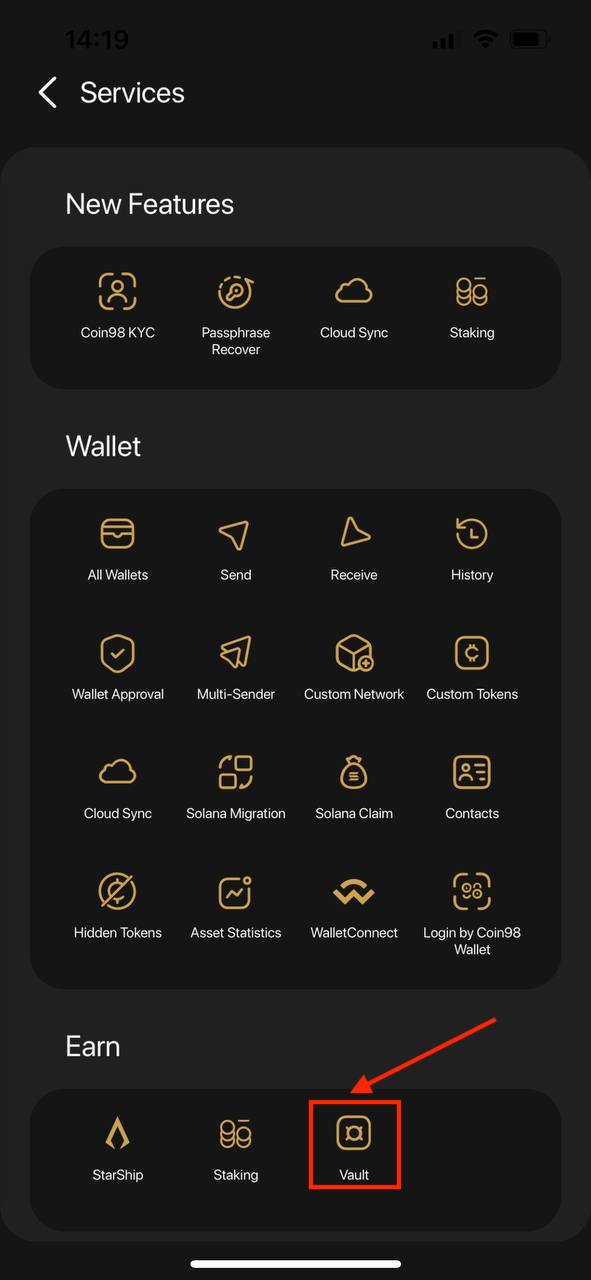 14:19
Services
New Features
Coin98 KYC
Passphrase
Recover
Cloud Sync
Staking
Wallet
All Wallets
Send
Receive
History
Wallet Approval
Multi-Sender
Custom Network
Custom Tokens
Cloud Sync
Solana Migration
Solana Claim
Contacts
Hidden Tokens
Asset Statistics
WalletConnect
Login by Coin98
Wallet
Earn
StarShip
Staking
Vault